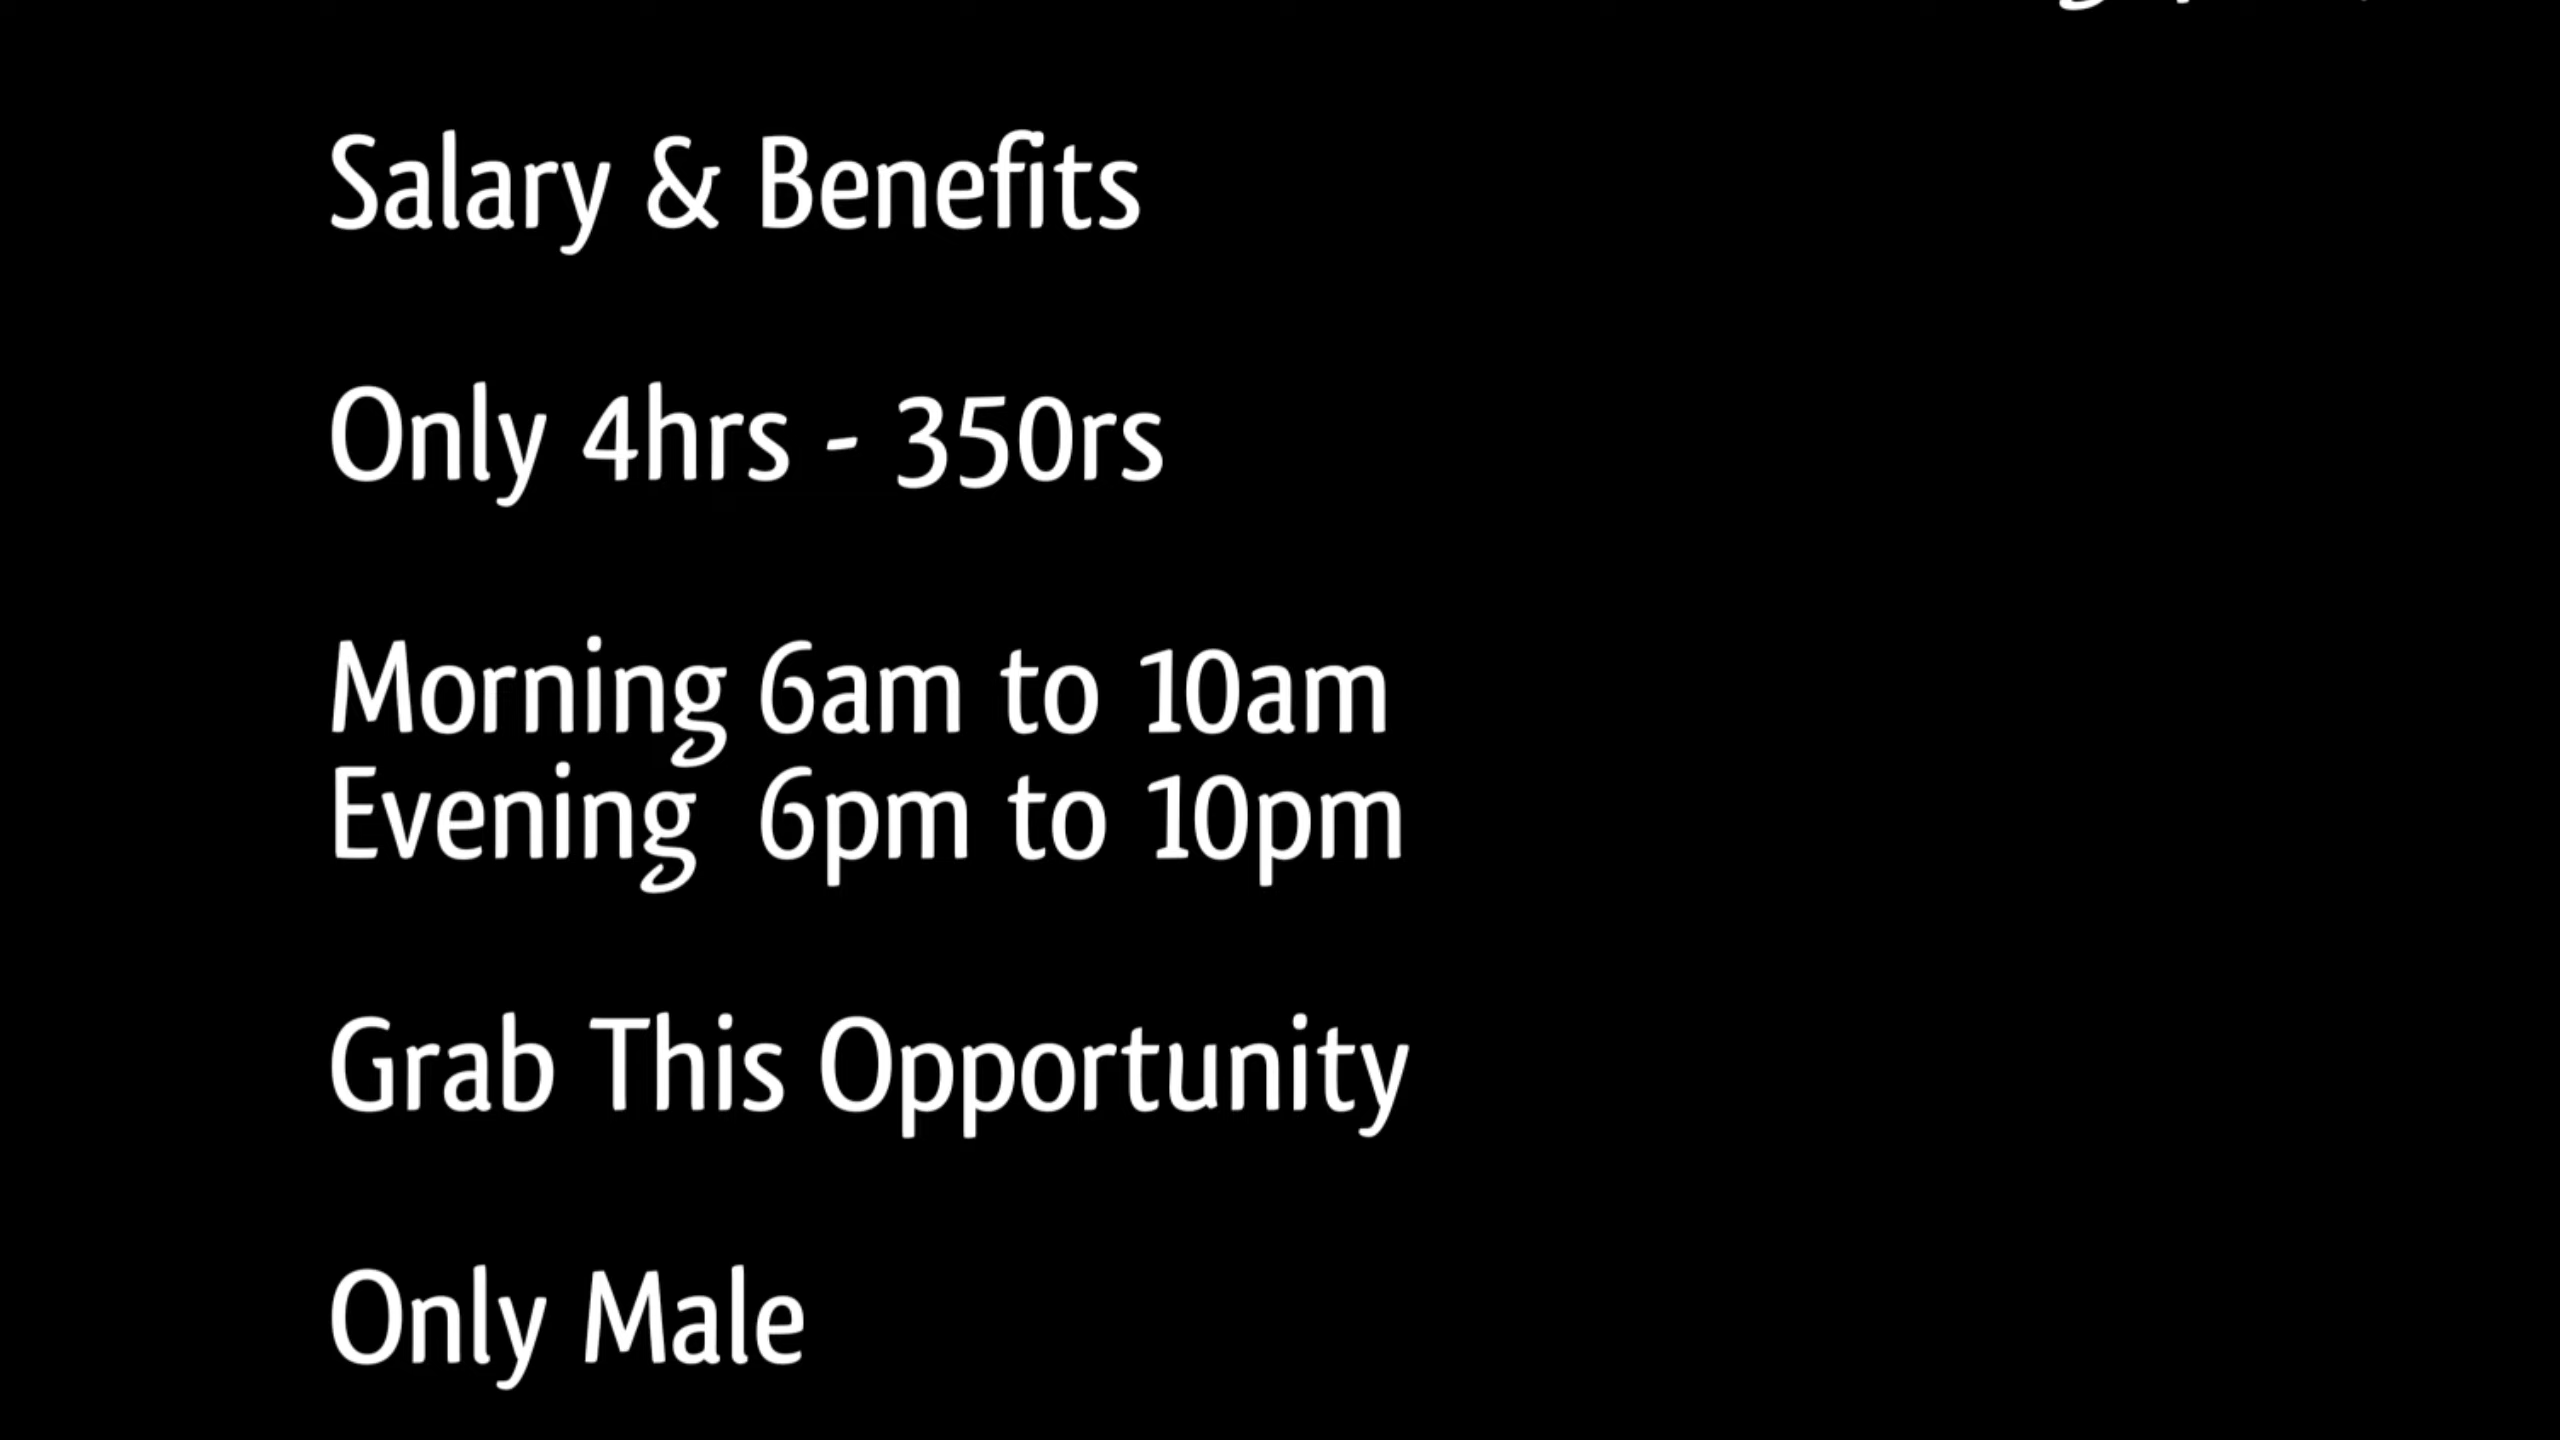 Salary & Benefits
Only 4hrs - 350rs
Morning 6am to 10am
Evening  6pm to 10pm
Grab This Opportunity
Only Male